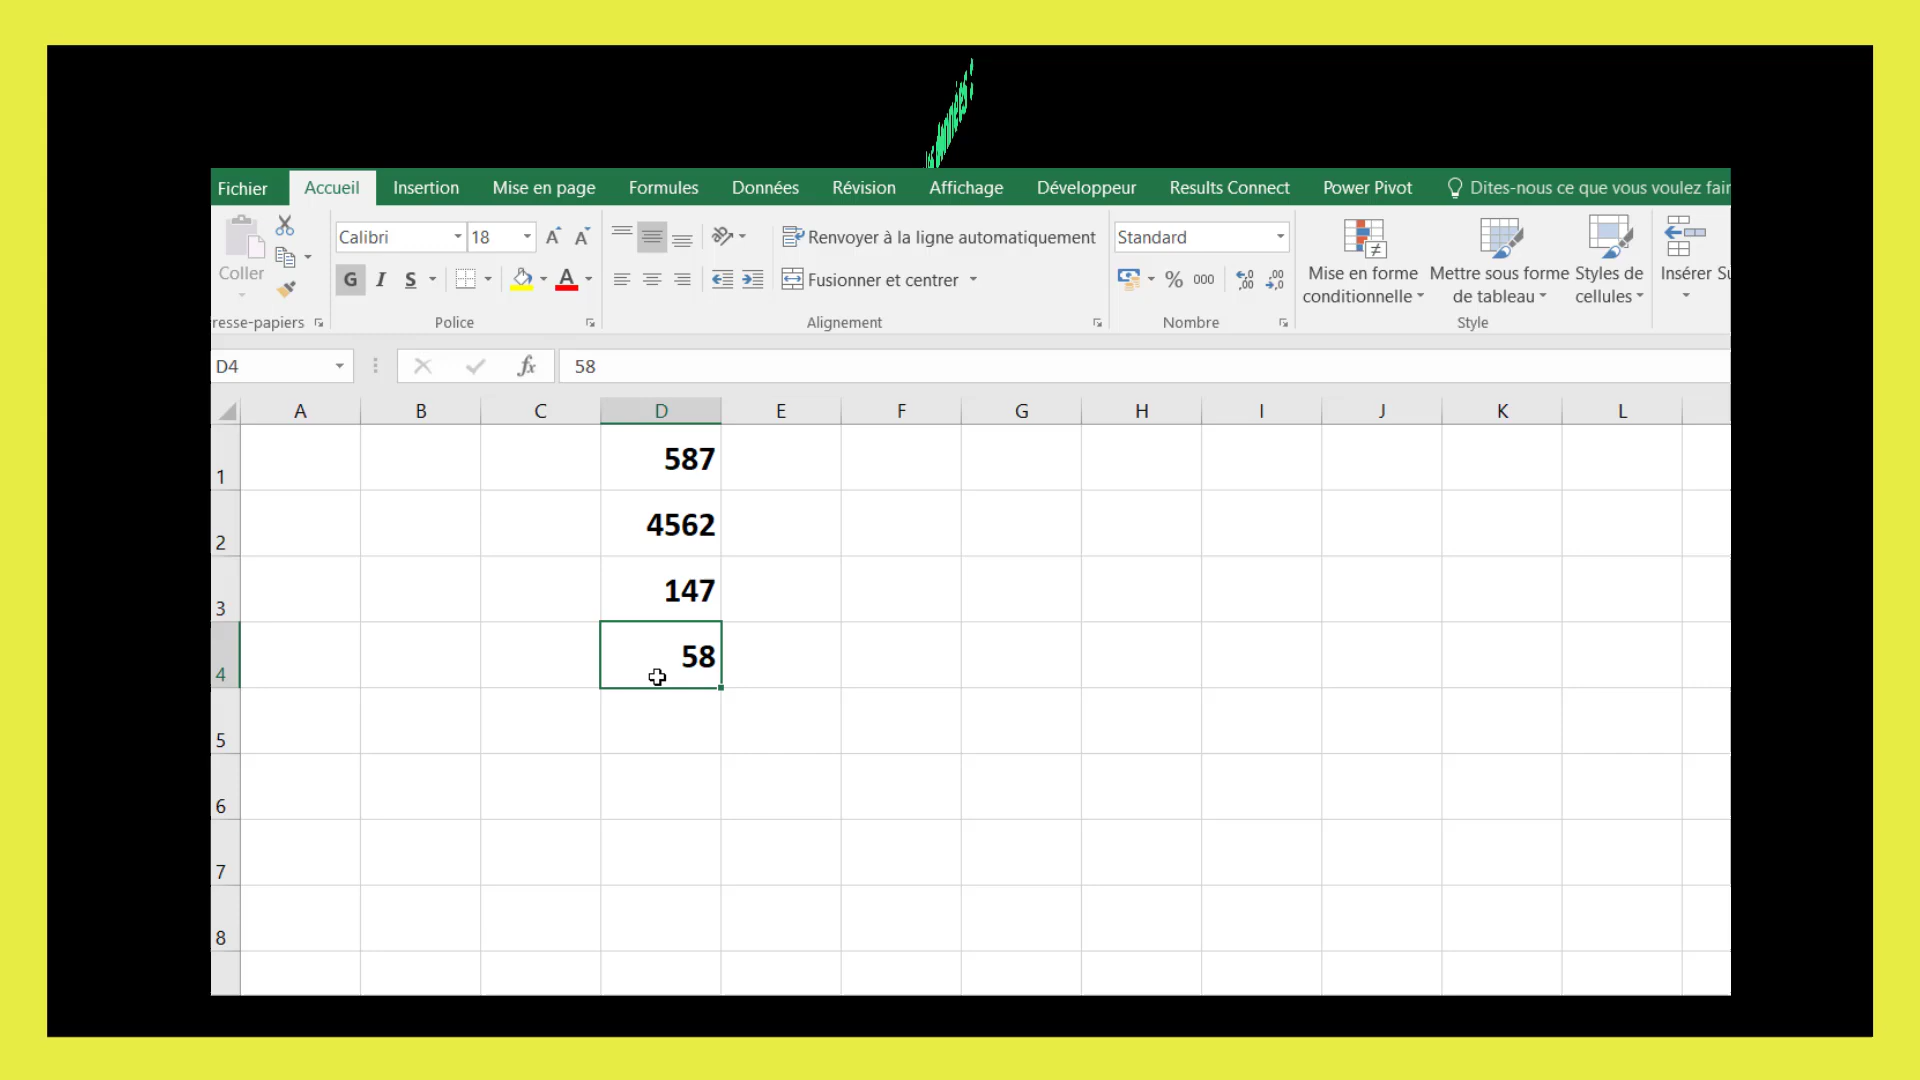 Fichier Accueil Insertion Mise en page Formules Données Révision Affichage Développeur Results Connect Power Pivot Dites-nous ce que vous voulez fair
Calibri 18 Renvoyer à la ligne automatiquement Standard
Coller G I S A Fusionner et centrer % 000 Mise en forme conditionnelle Mettre sous forme de tableau Styles de cellules Insérer Su
resse-papiers Police Alignement Nombre Style
D4 fx 58
A B C D E F G H I J K L
1 587
2 4562
3 147
4 58
5
6
7
8